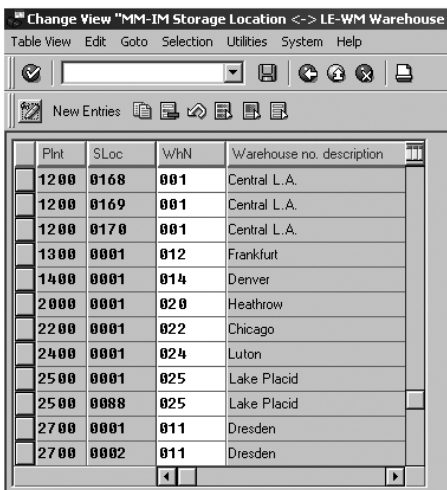 Change View "MM-IM Storage Location <-> LE-WM Warehouse
Table View Edit Goto Selection Utilities System Help
New Entries
Plnt SLoc WhN Warehouse no. description
1200 0168 001 Central L.A.
1200 0169 001 Central L.A.
1200 0170 001 Central L.A.
1300 0001 012 Frankfurt
1400 0001 014 Denver
2000 0001 020 Heathrow
2200 0001 022 Chicago
2400 0001 024 Luton
2500 0001 025 Lake Placid
2500 0088 025 Lake Placid
2700 0001 011 Dresden
2700 0002 011 Dresden